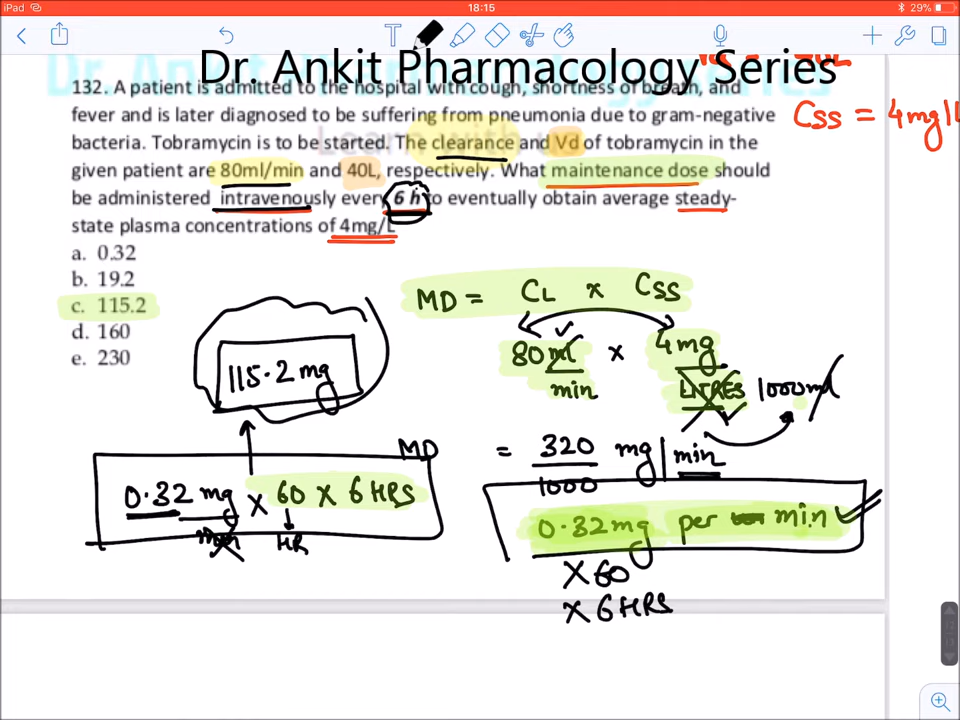 iPad 18:15 29%
T
Dr. Ankit Pharmacology Series
132. A patient is admitted to the hospital with cough, shortness of breath, and
fever and is later diagnosed to be suffering from pneumonia due to gram-negative
bacteria. Tobramycin is to be started. The clearance and Vd of tobramycin in the
given patient are 80ml/min and 40L, respectively. What maintenance dose should
be administered intravenously every 6 h to eventually obtain average steady-
state plasma concentrations of 4mg/L
a. 0.32
b. 19.2
c. 115.2
d. 160
e. 230
Css = 4mg/L
MD = CL x Css
80 ml x 4mg
min LITRES 1000ml
= 320 mg/min
1000
0.32mg per min
x 60
x 6 HRS
115.2 mg
MD
0.32 mg x 60 x 6 HRS
min HR